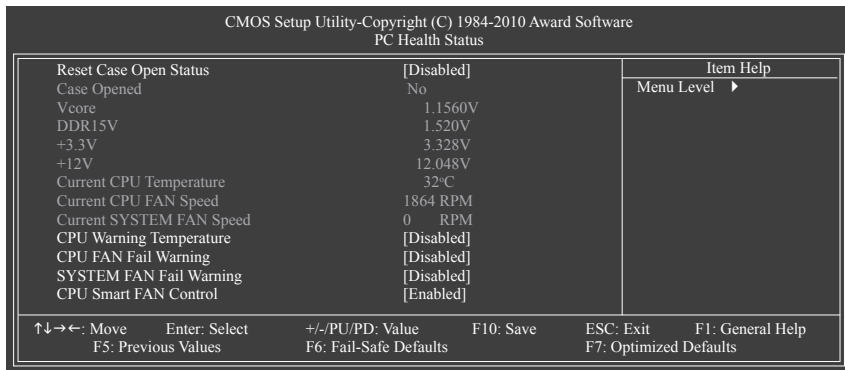 CMOS Setup Utility-Copyright (C) 1984-2010 Award Software
PC Health Status
Reset Case Open Status [Disabled]
Case Opened No
Vcore 1.1560V
DDR15V 1.520V
+3.3V 3.328V
+12V 12.048V
Current CPU Temperature 32°C
Current CPU FAN Speed 1864 RPM
Current SYSTEM FAN Speed 0 RPM
CPU Warning Temperature [Disabled]
CPU FAN Fail Warning [Disabled]
SYSTEM FAN Fail Warning [Disabled]
CPU Smart FAN Control [Enabled]
Item Help
Menu Level ▶
↑↓→←: Move Enter: Select +/-/PU/PD: Value F10: Save ESC: Exit F1: General Help
F5: Previous Values F6: Fail-Safe Defaults F7: Optimized Defaults